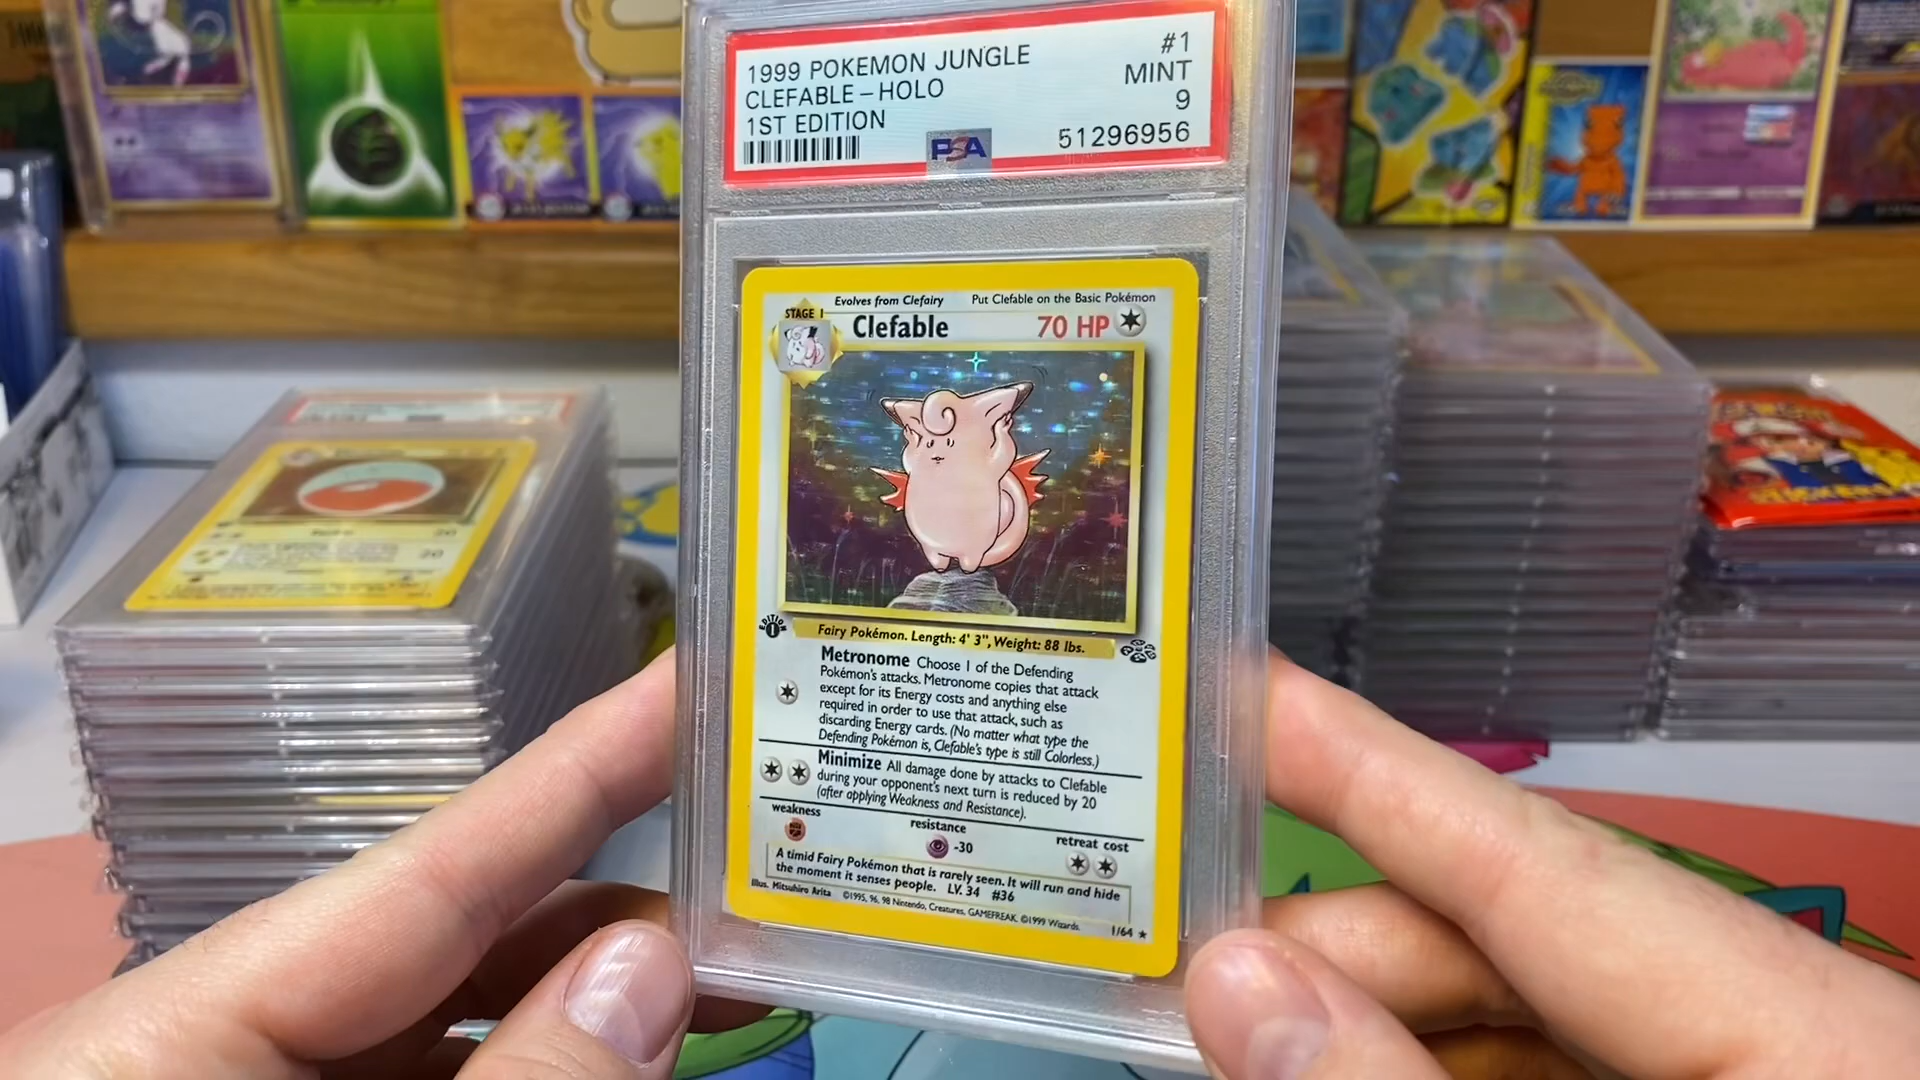 1999 POKEMON JUNGLE #1
CLEFABLE – HOLO MINT
1ST EDITION 9
PSA 51296956
Evolves from Clefairy Put Clefable on the Basic Pokémon
STAGE 1 Clefable 70 HP
EDITION 1
Fairy Pokémon. Length: 4' 3", Weight: 88 lbs.
Metronome Choose 1 of the Defending
Pokémon's attacks. Metronome copies that attack
except for its Energy costs and anything else
required in order to use that attack, such as
discarding Energy cards. (No matter what type the
Defending Pokémon is, Clefable's type is still Colorless.)
Minimize All damage done by attacks to Clefable
during your opponent's next turn is reduced by 20
(after applying Weakness and Resistance).
weakness resistance retreat cost
-30
A timid Fairy Pokémon that is rarely seen. It will run and hide
the moment it senses people. LV. 34 #36
Illus. Mitsuhiro Arita ©1995, 96, 98 Nintendo, Creatures, GAMEFREAK. ©1999 Wizards. 1/64 ★
20
20